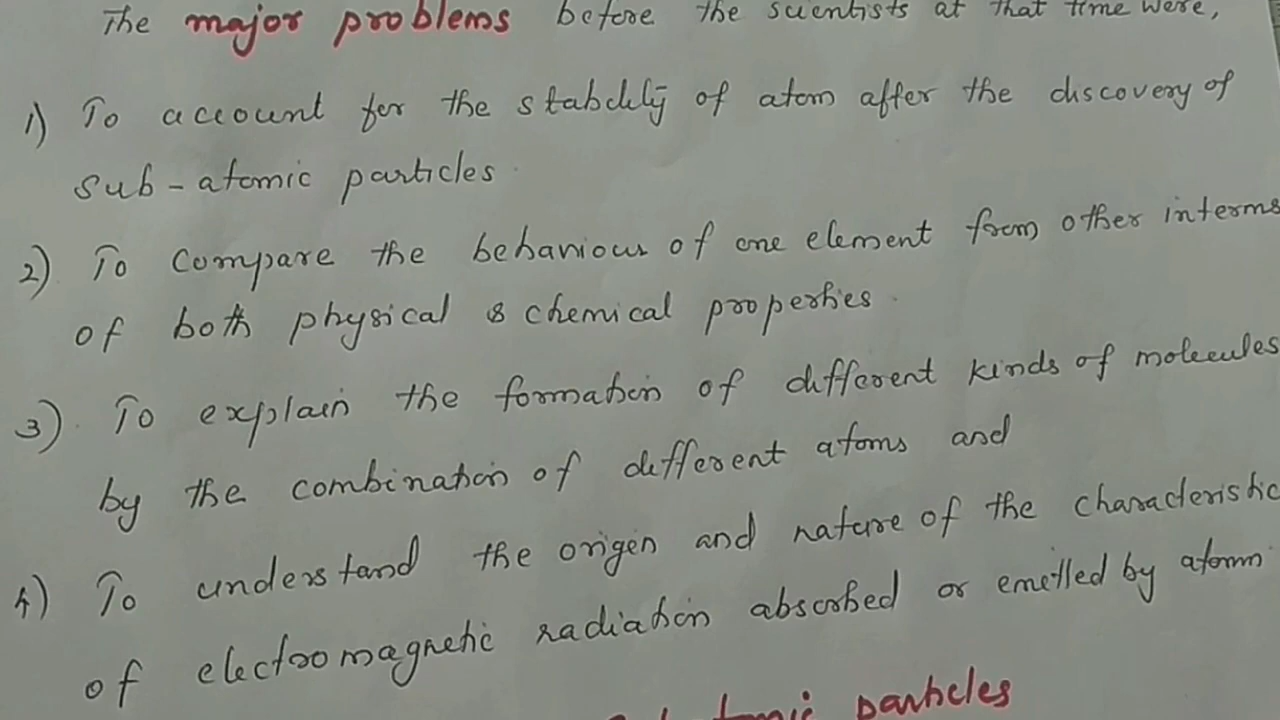 The major problems before the scientists at that time were,
1) To account for the stability of atom after the discovery of
sub-atomic particles
2) To compare the behaviour of one element from other interms
of both physical & chemical properties.
3) To explain the formation of different kinds of molecules
by the combination of different atoms and
4) To understand the origin and nature of the characteristic
of electromagnetic radiation absorbed or emitted by atom
particles